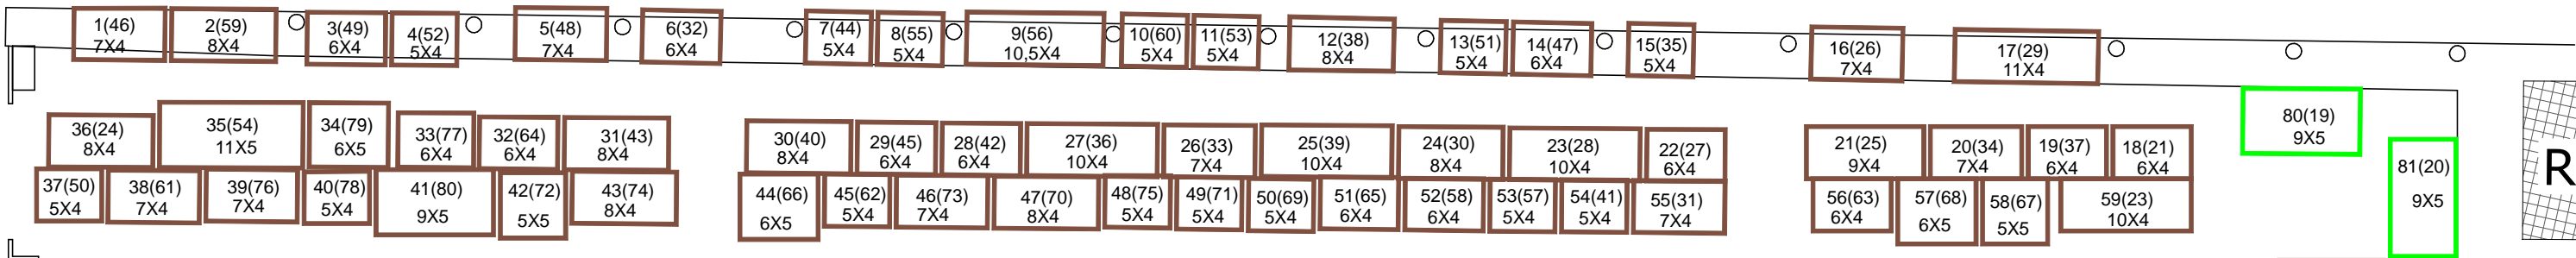 1(46)
7X4
2(59)
8X4
3(49)
6X4
4(52)
5X4
5(48)
7X4
6(32)
6X4
7(44)
5X4
8(55)
5X4
9(56)
10,5X4
10(60)
5X4
11(53)
5X4
12(38)
8X4
13(51)
5X4
14(47)
6X4
15(35)
5X4
16(26)
7X4
17(29)
11X4
36(24)
8X4
35(54)
11X5
34(79)
6X5
33(77)
6X4
32(64)
6X4
31(43)
8X4
30(40)
8X4
29(45)
6X4
28(42)
6X4
27(36)
10X4
26(33)
7X4
25(39)
10X4
24(30)
8X4
23(28)
10X4
22(27)
6X4
21(25)
9X4
20(34)
7X4
19(37)
6X4
18(21)
6X4
80(19)
9X5
37(50)
5X4
38(61)
7X4
39(76)
7X4
40(78)
5X4
41(80)
9X5
42(72)
5X5
43(74)
8X4
44(66)
6X5
45(62)
5X4
46(73)
7X4
47(70)
8X4
48(75)
5X4
49(71)
5X4
50(69)
5X4
51(65)
6X4
52(58)
6X4
53(57)
5X4
54(41)
5X4
55(31)
7X4
56(63)
6X4
57(68)
6X5
58(67)
5X5
59(23)
10X4
81(20)
9X5
R